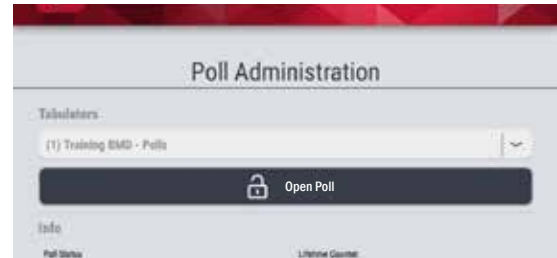 Poll Administration
Tabulators
(1) Training BMD - Polls
Open Poll
Info
Poll Status Lifetime Counter